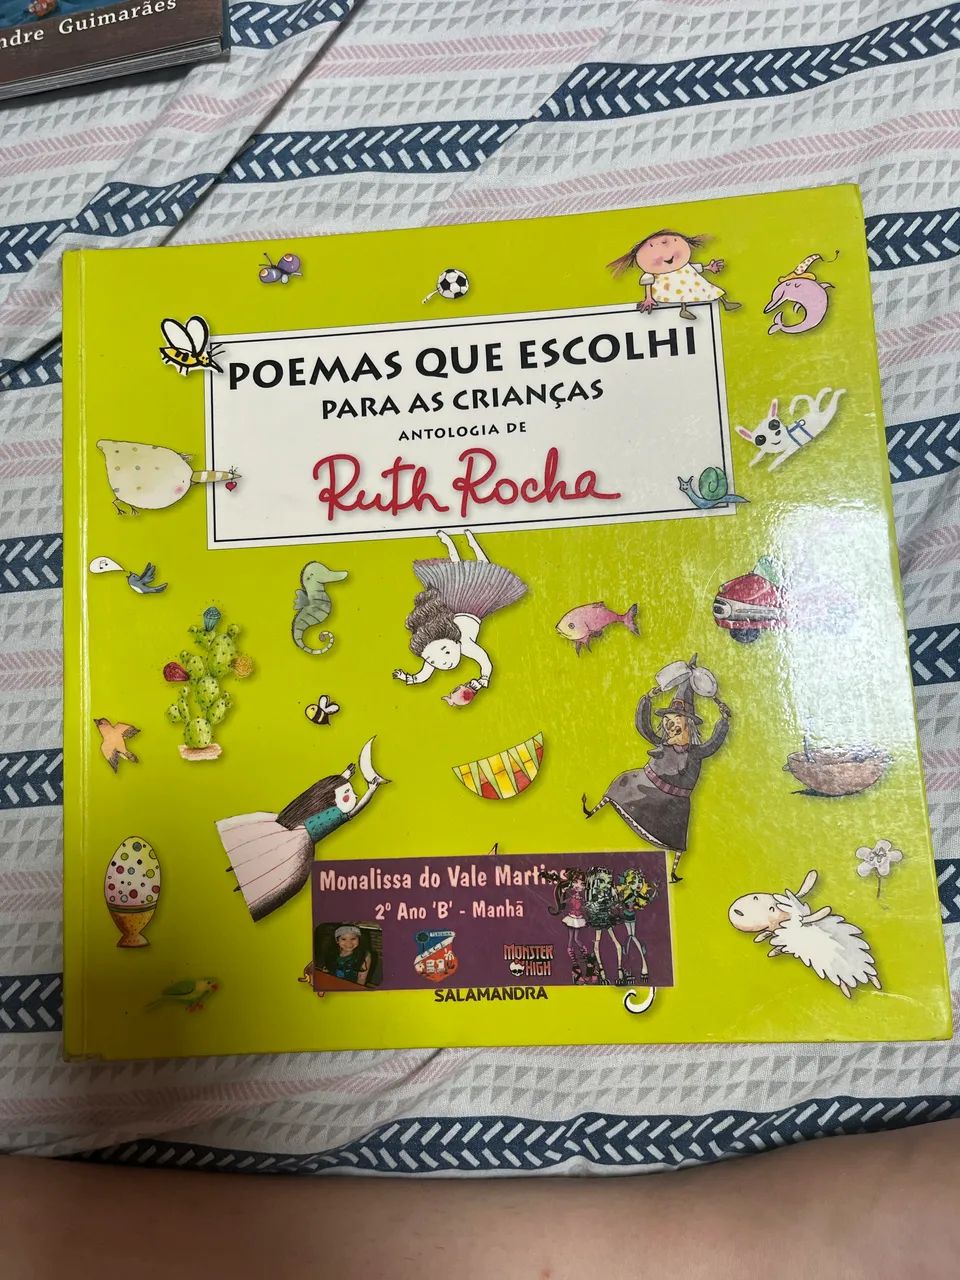 Guimarães
POEMAS QUE ESCOLHI
PARA AS CRIANÇAS
ANTOLOGIA DE
Ruth Rocha
Monalissa do Vale Martins
2º Ano 'B' - Manhã
MONSTER
HIGH
SALAMANDRA